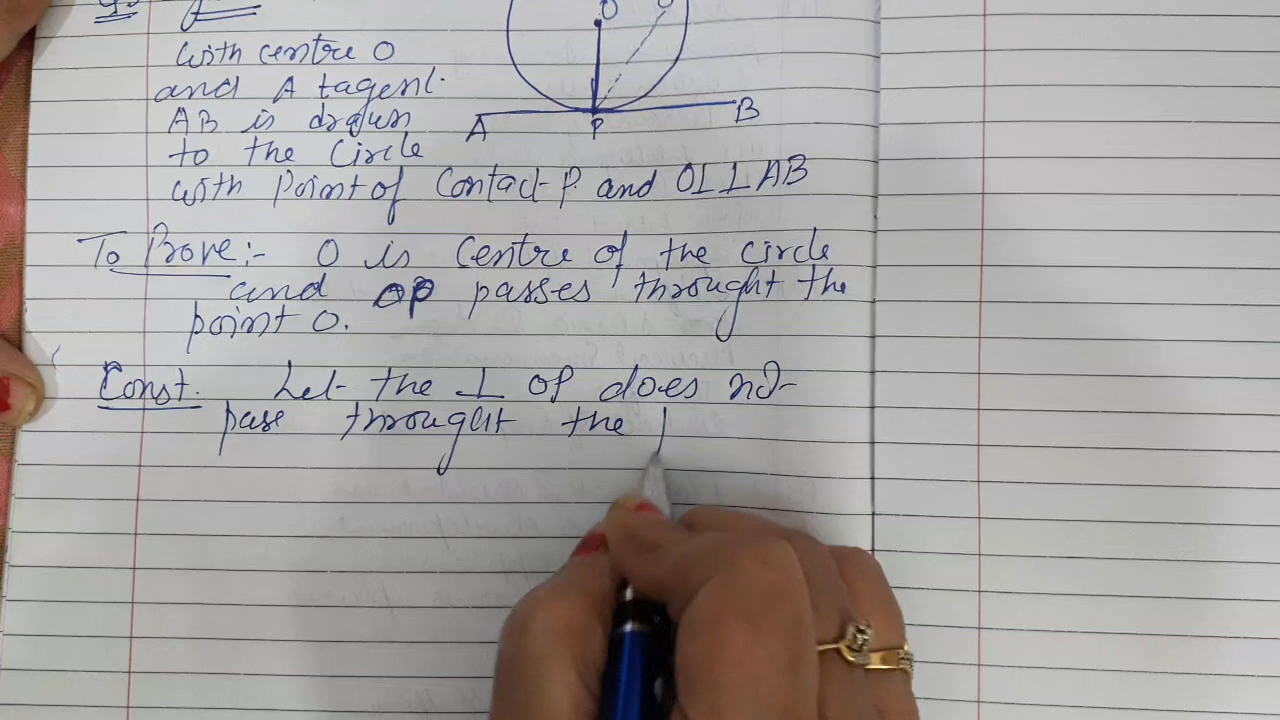 O
with centre O
and A tagent
AB is drawn
to the Circle
A
P
B
with Point of Contact P. and OL⊥AB
To Prove:- O is Centre of the circle
and OP passes throught the
point O.
Const. Let the ⊥ OP does not
pass throught the